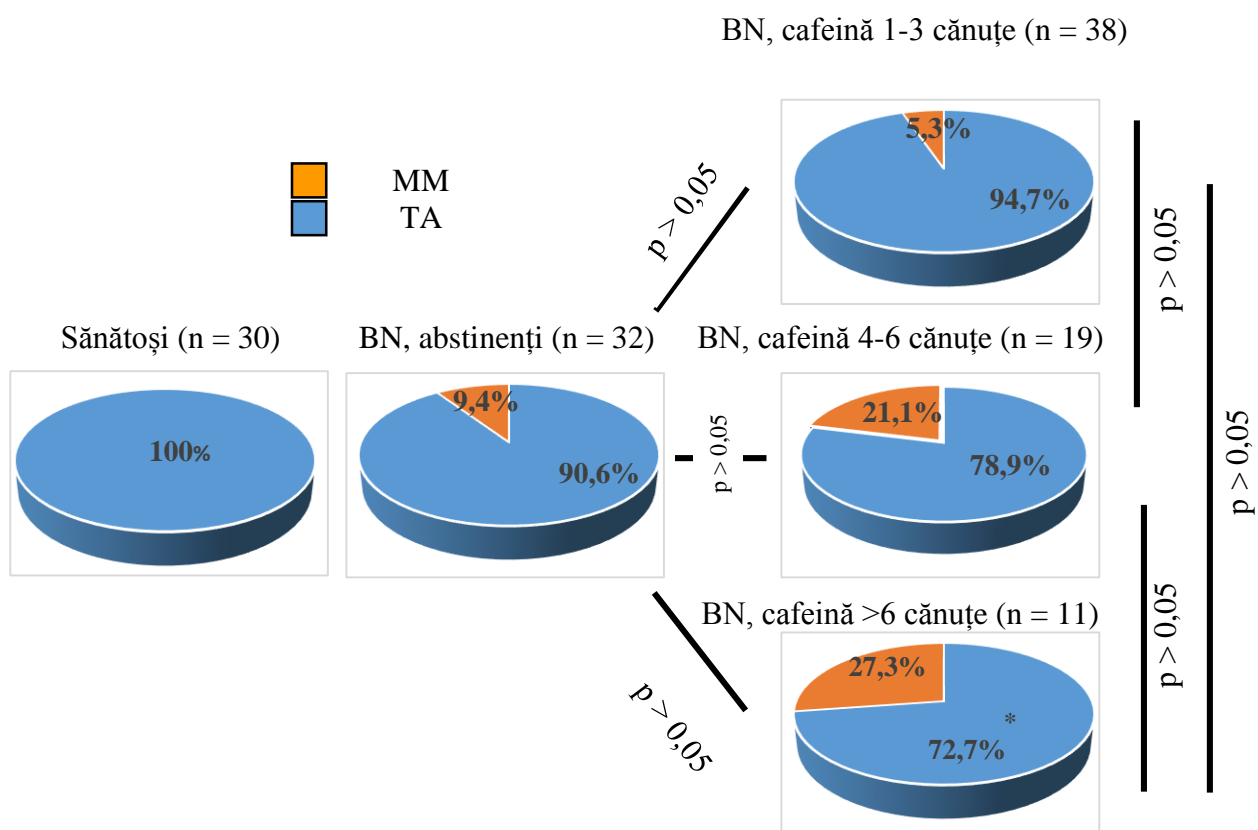 BN, cafeină 1-3 cănuțe (n = 38)
5,3%
94,7%
MM
TA
p > 0,05
p > 0,05
p > 0,05
Sănătoși (n = 30)
BN, abstinenți (n = 32)
BN, cafeină 4-6 cănuțe (n = 19)
100%
9,4%
90,6%
p > 0,05
21,1%
78,9%
p > 0,05
p > 0,05
BN, cafeină >6 cănuțe (n = 11)
27,3%
*
72,7%